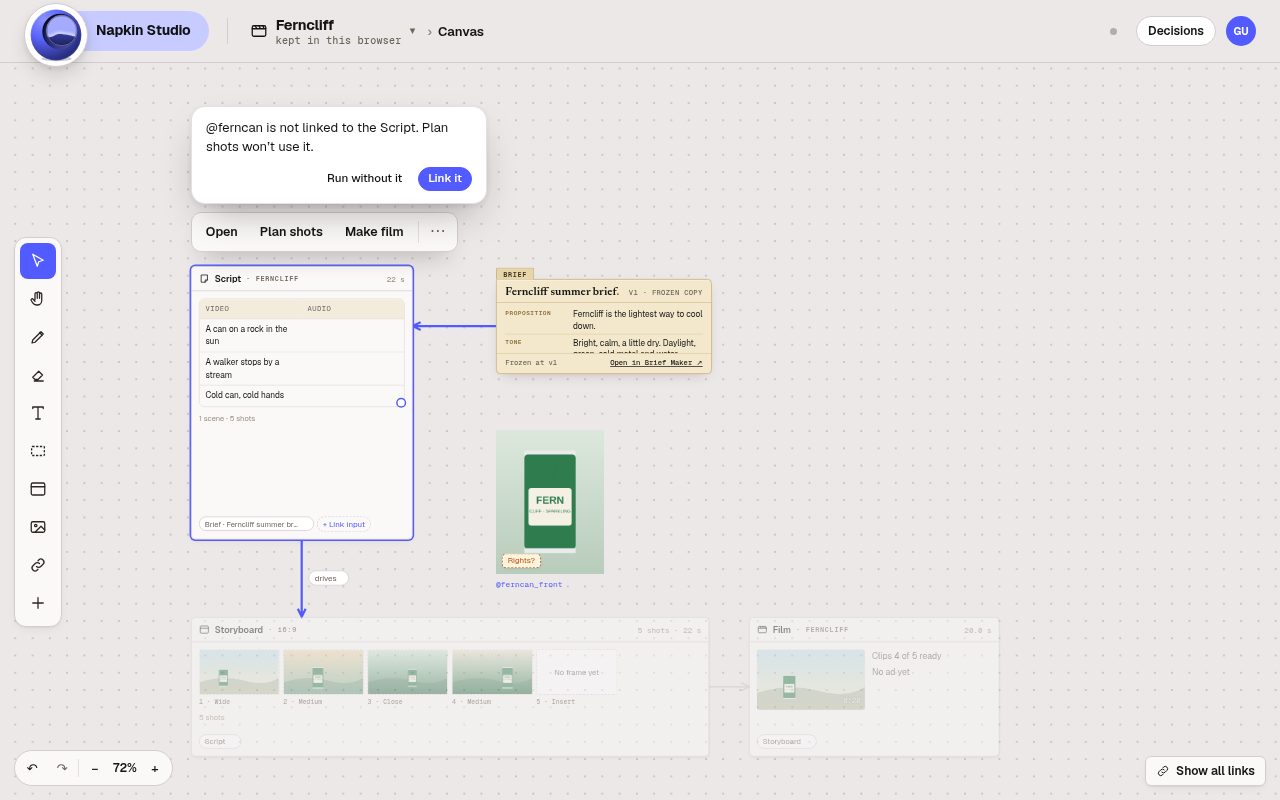 Napkin Studio
Ferncliff
kept in this browser
▾
› Canvas
Decisions
GU
@ferncan is not linked to the Script. Plan
shots won't use it.
Run without it
Link it
Open
Plan shots
Make film
···
Script · FERNCLIFF
22 s
VIDEO
AUDIO
A can on a rock in the
sun
A walker stops by a
stream
Cold can, cold hands
1 scene · 5 shots
Brief · Ferncliff summer br…
+ Link input
BRIEF
Ferncliff summer brief.
V1 · FROZEN COPY
PROPOSITION
Ferncliff is the lightest way to cool
down.
TONE
Bright, calm, a little dry. Daylight,
Frozen at v1
Open in Brief Maker ↗
FERN
Rights?
@ferncan_front
drives
Storyboard · 16:9
5 shots · 22 s
No frame yet
1 · Wide
2 · Medium
3 · Close
4 · Medium
5 · Insert
5 shots
Script
Film · FERNCLIFF
20.0 s
Clips 4 of 5 ready
No ad yet
Storyboard
↶
↷
–
72%
+
Show all links